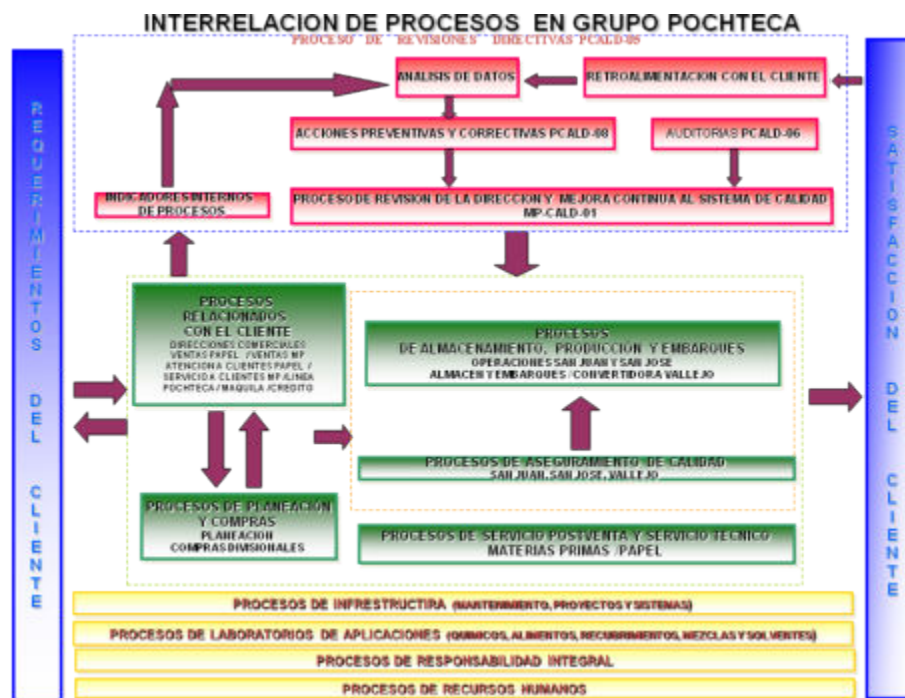 INTERRELACION DE PROCESOS EN GRUPO POCHTECA
PROCESO DE REVISIONES DIRECTIVAS PCALD-05
ANALISIS DE DATOS
RETROALIMENTACION CON EL CLIENTE
ACCIONES PREVENTIVAS Y CORRECTIVAS PCALD-08
AUDITORIAS PCALD-06
INDICADORES INTERNOS
DE PROCESOS
PROCESO DE REVISION DE LA DIRECCION Y MEJORA CONTINUA AL SISTEMA DE CALIDAD
MP-CALD-01
REQUERIMIENTOS DEL CLIENTE
SATISFACCION DEL CLIENTE
PROCESOS
RELACIONADOS
CON EL CLIENTE
DIRECCIONES COMERCIALES
VENTAS PAPEL / VENTAS MP
ATENCION A CLIENTES PAPEL /
SERVICIO A CLIENTES MP /LINEA
POCHTECA / MAQUILA / CREDITO
PROCESOS
DE ALMACENAMIENTO, PRODUCCIÓN Y EMBARQUES
OPERACIONES SAN JUAN Y SAN JOSE
ALMACEN Y EMBARQUES / CONVERTIDORA VALLEJO
PROCESOS DE ASEGURAMIENTO DE CALIDAD
SAN JUAN, SAN JOSE, VALLEJO
PROCESOS DE PLANEACIÓN
Y COMPRAS
PLANEACION
COMPRAS DIVISIONALES
PROCESOS DE SERVICIO POSTVENTA Y SERVICIO TECNICO
MATERIAS PRIMAS /PAPEL
PROCESOS DE INFRESTRUCTIRA (MANTENIMIENTO, PROYECTOS Y SISTEMAS)
PROCESOS DE LABORATORIOS DE APLICACIONES (QUIMICOS, ALIMENTOS, RECUBRIMIENTOS, MEZCLAS Y SOLVENTES)
PROCESOS DE RESPONSABILIDAD INTEGRAL
PROCESOS DE RECURSOS HUMANOS